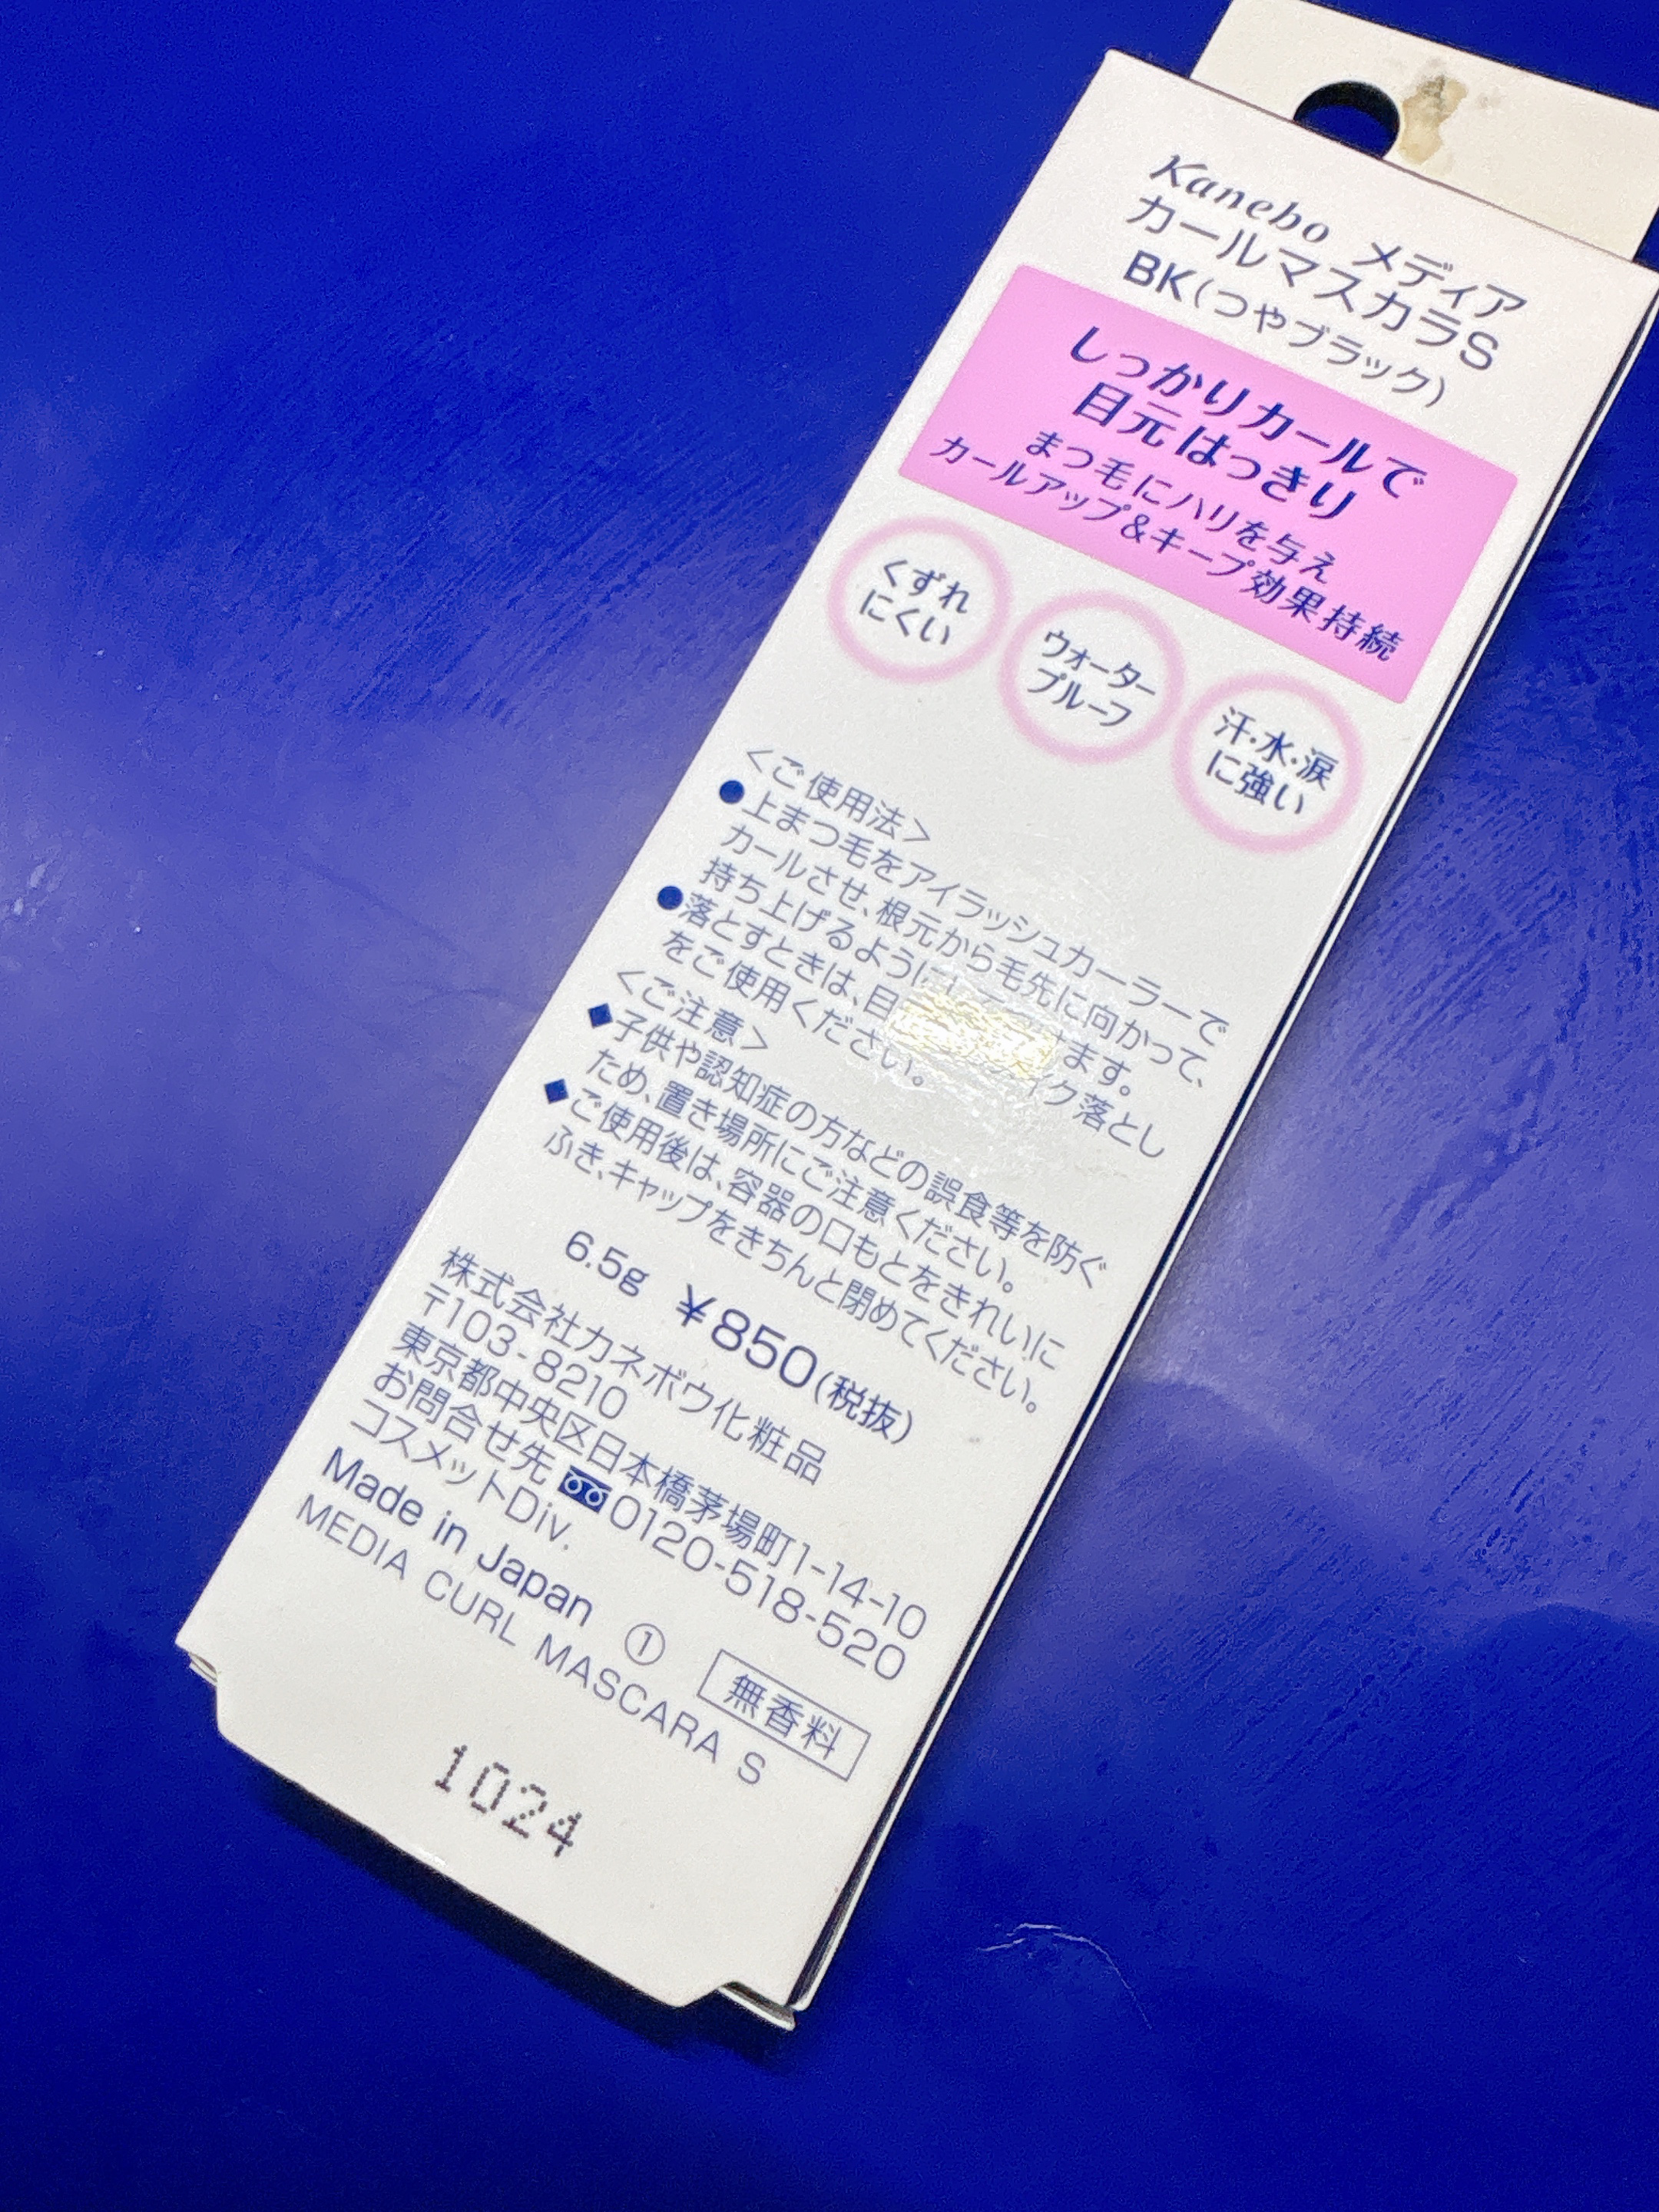 Kanebo メディア
カールマスカラS
BK(つやブラック)
しっかりカールで
目元はっきり
まつ毛にハリを与え
カールアップ&キープ効果持続
くずれ
にくい
ウォーター
プルーフ
汗・水・涙
に強い
<ご使用法>
●上まつ毛をアイラッシュカーラーで
カールさせ、根元から毛先に向かって、
持ち上げるように ます。
●落とすときは、目 メイク落とし
をご使用ください。
<ご注意>
◆子供や認知症の方などの誤食等を防ぐ
ため、置き場所にご注意ください。
◆ご使用後は、容器の口もとをきれいに
ふき、キャップをきちんと閉めてください。
6.5g ¥850(税抜)
株式会社カネボウ化粧品
〒103-8210
東京都中央区日本橋茅場町1-14-10
お問合せ先 0120-518-520
コスメットDiv.
Made in Japan ① 無香料
MEDIA CURL MASCARA S
1024